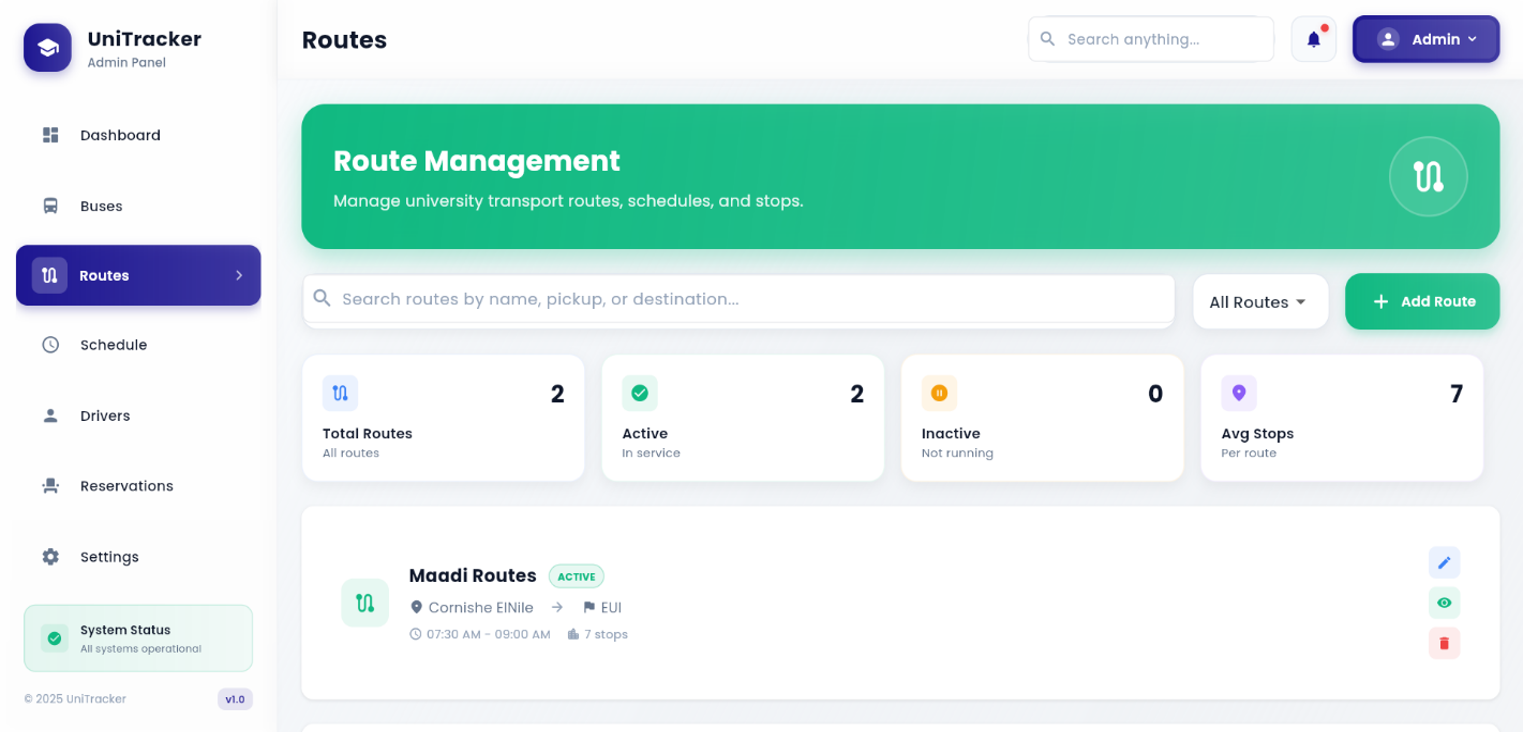 UniTracker
Admin Panel
Dashboard
Buses
Routes
Schedule
Drivers
Reservations
Settings
System Status
All systems operational
© 2025 UniTracker
v1.0
Routes
Search anything...
Admin
Route Management
Manage university transport routes, schedules, and stops.
Search routes by name, pickup, or destination...
All Routes
Add Route
2
Total Routes
All routes
2
Active
In service
0
Inactive
Not running
7
Avg Stops
Per route
Maadi Routes
ACTIVE
Cornishe ElNile → EUI
07:30 AM - 09:00 AM
7 stops